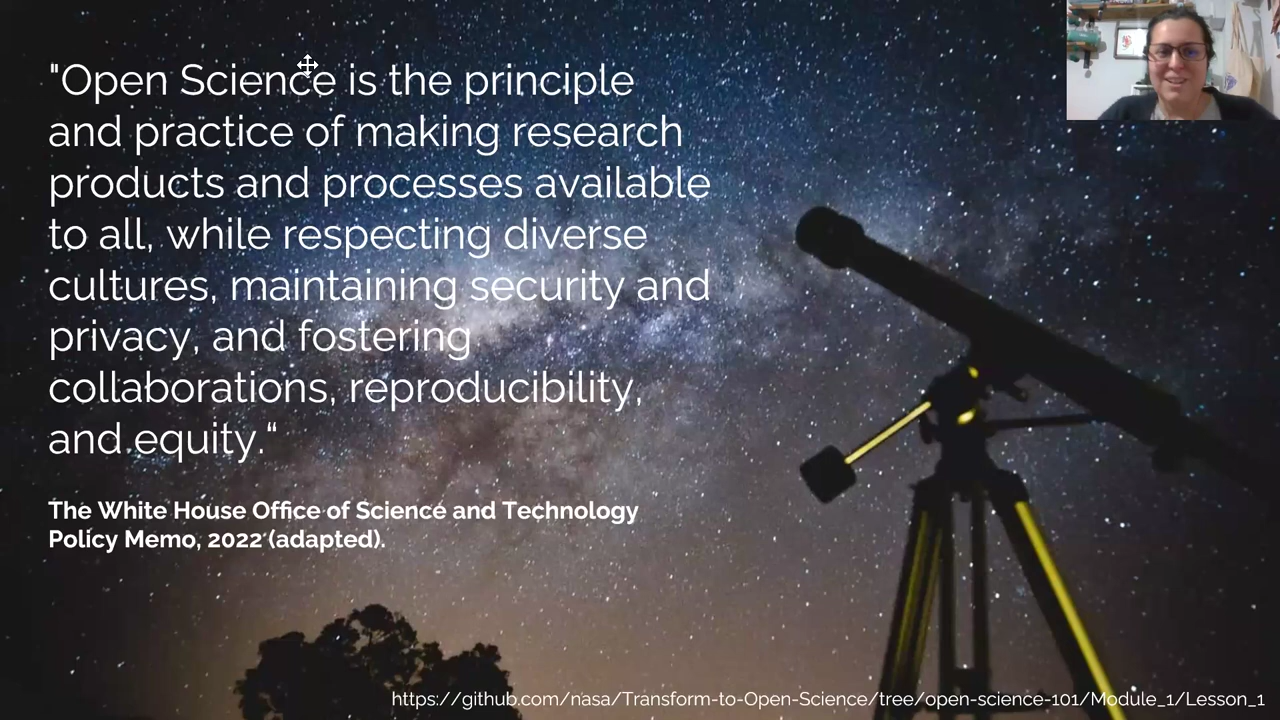 "Open Science is the principle
and practice of making research
products and processes available
to all, while respecting diverse
cultures, maintaining security and
privacy, and fostering
collaborations, reproducibility,
and equity.“
The White House Office of Science and Technology
Policy Memo, 2022 (adapted).
https://github.com/nasa/Transform-to-Open-Science/tree/open-science-101/Module_1/Lesson_1